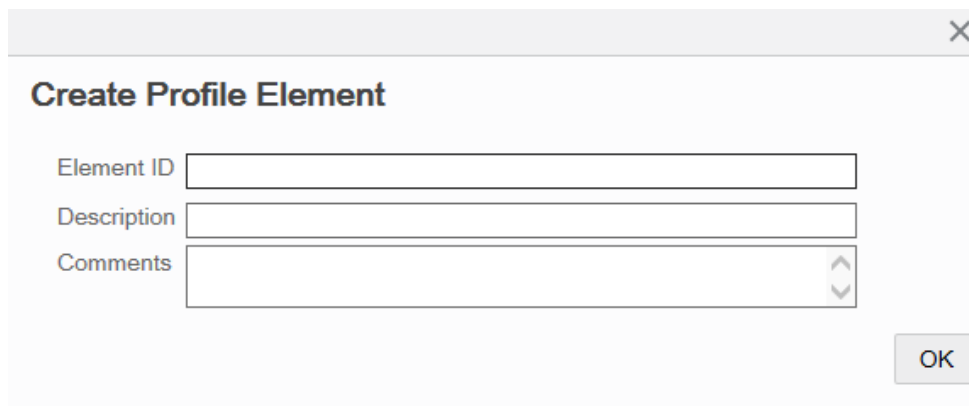 Create Profile Element
Element ID
Description
Comments
OK